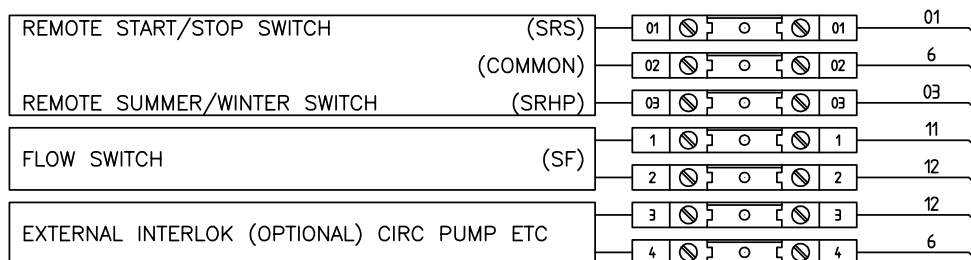 REMOTE START/STOP SWITCH (SRS) 01 01 01
(COMMON) 02 02 6
REMOTE SUMMER/WINTER SWITCH (SRHP) 03 03 03
1 1 11
FLOW SWITCH (SF)
2 2 12
3 3 12
EXTERNAL INTERLOK (OPTIONAL) CIRC PUMP ETC
4 4 6